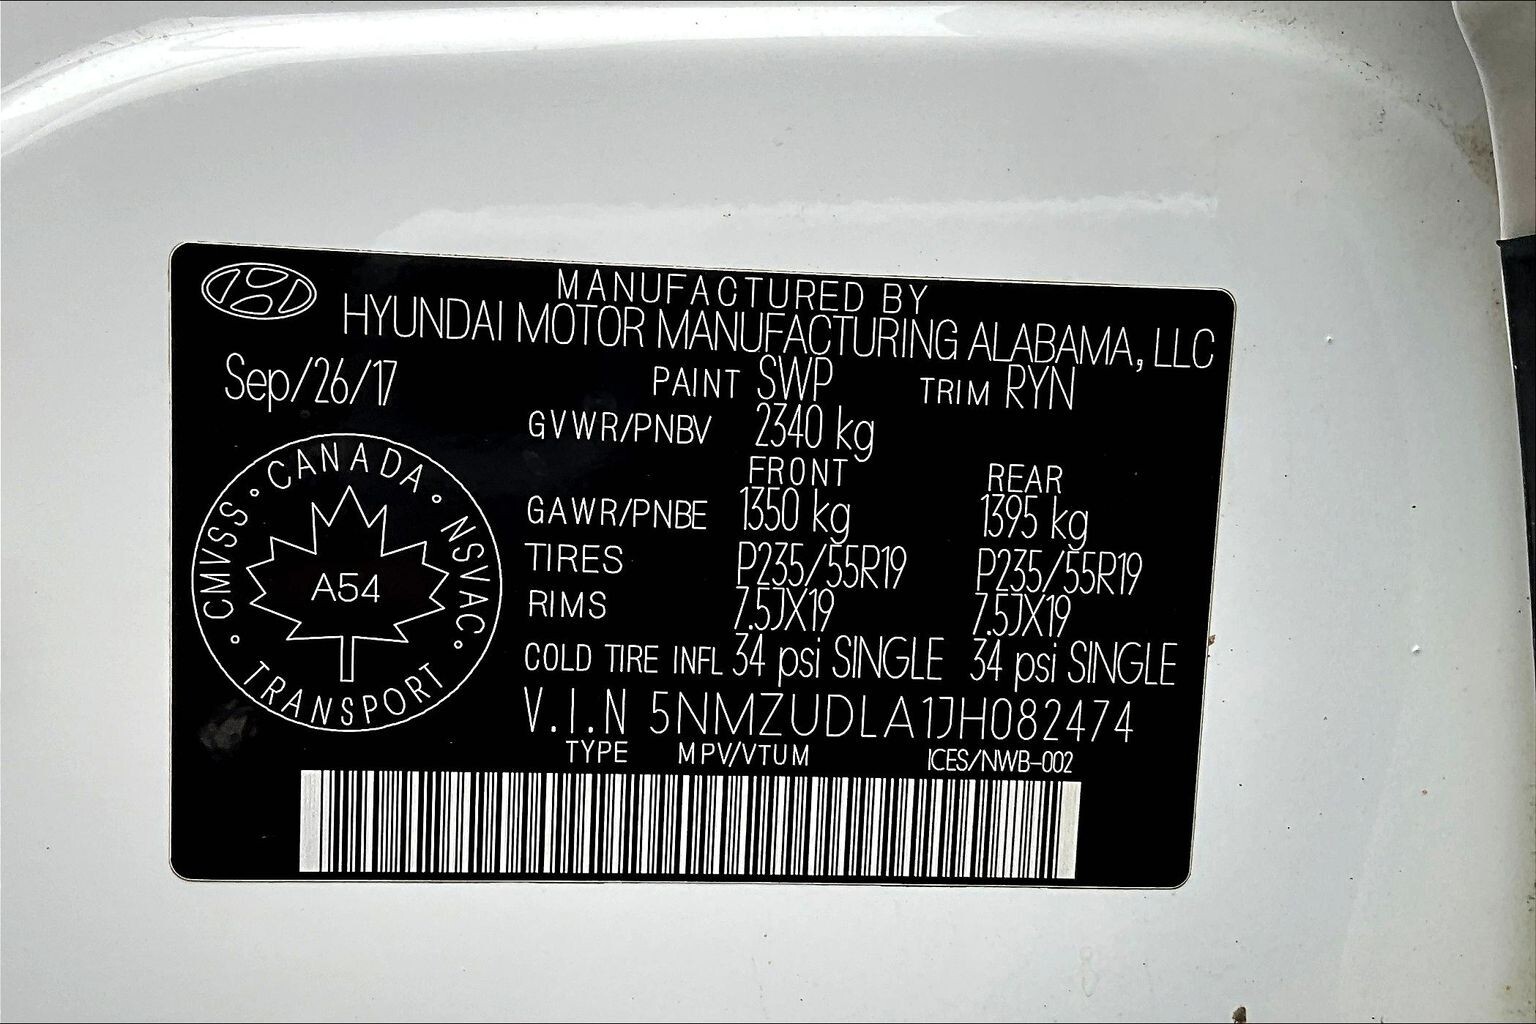 MANUFACTURED BY
HYUNDAI MOTOR MANUFACTURING ALABAMA, LLC
Sep/26/17 PAINT SWP TRIM RYN
GVWR/PNBV 2340 kg
FRONT REAR
GAWR/PNBE 1350 kg 1395 kg
TIRES P235/55R19 P235/55R19
RIMS 7.5JX19 7.5JX19
COLD TIRE INFL 34 psi SINGLE 34 psi SINGLE
V.I.N 5NMZUDLA1JH082474
TYPE MPV/VTUM ICES/NWB-002
CMVSS • CANADA • NSVAC •
A54
• TRANSPORT